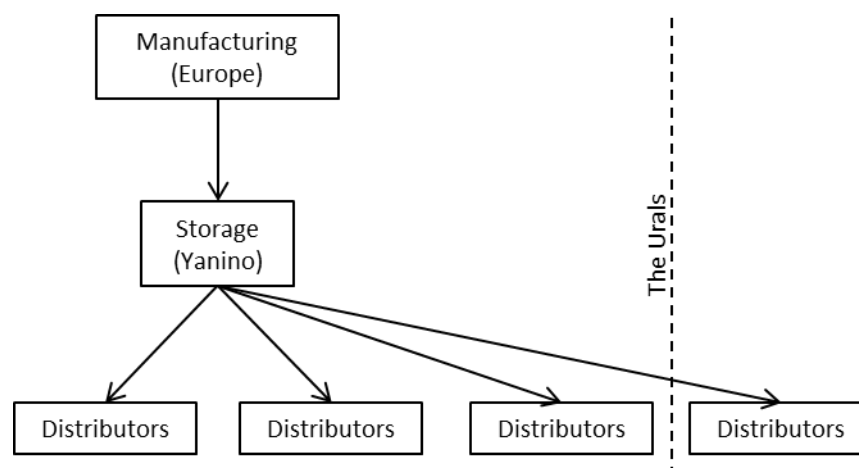 Manufacturing
(Europe)
Storage
(Yanino)
The Urals
Distributors
Distributors
Distributors
Distributors